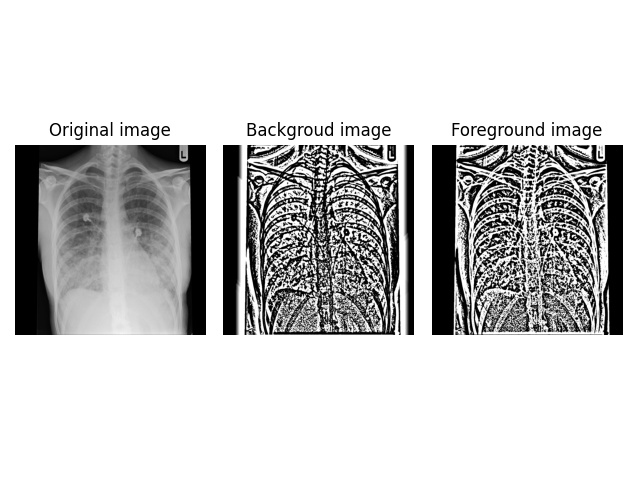 Original image
Backgroud image
Foreground image
L
L
L